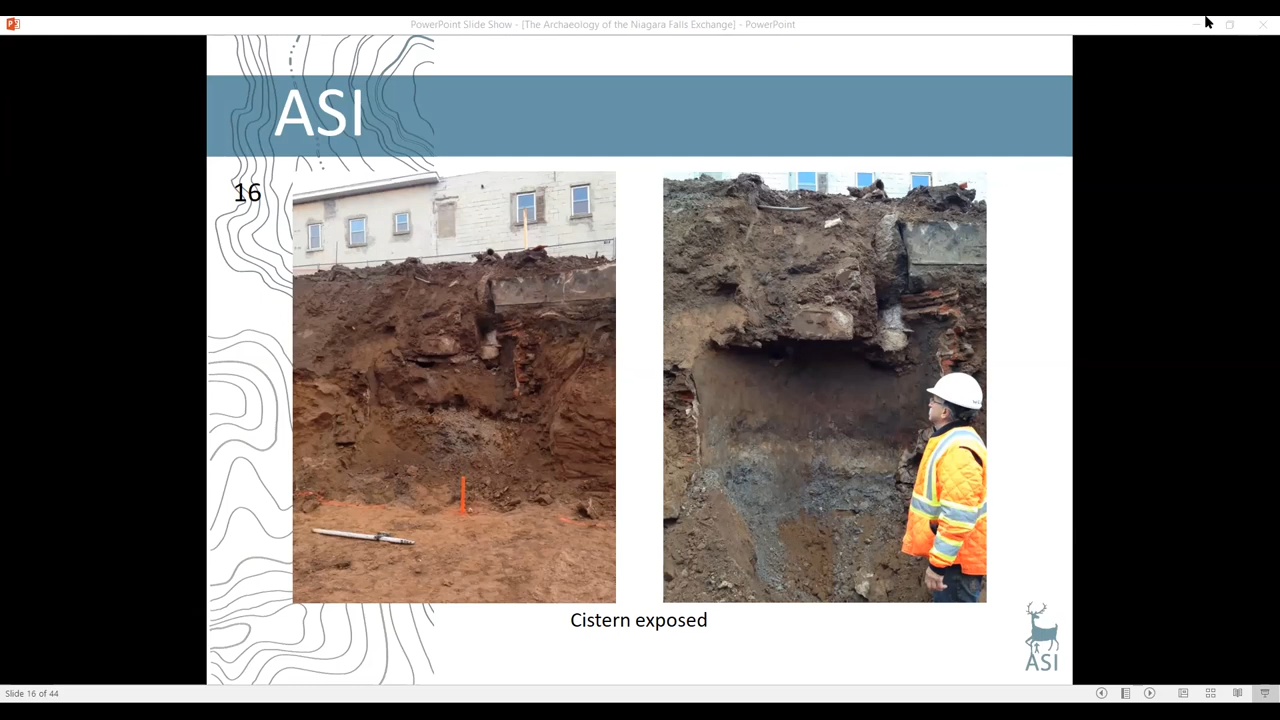 PowerPoint Slide Show - [The Archaeology of the Niagara Falls Exchange] - PowerPoint
ASI
16
Cistern exposed
ASI
Slide 16 of 44